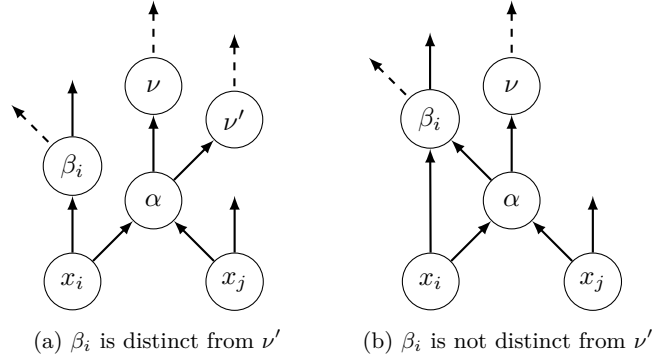 ν
ν
ν′
β_i
β_i
α
α
x_i
x_j
x_i
x_j
(a) β_i is distinct from ν′
(b) β_i is not distinct from ν′